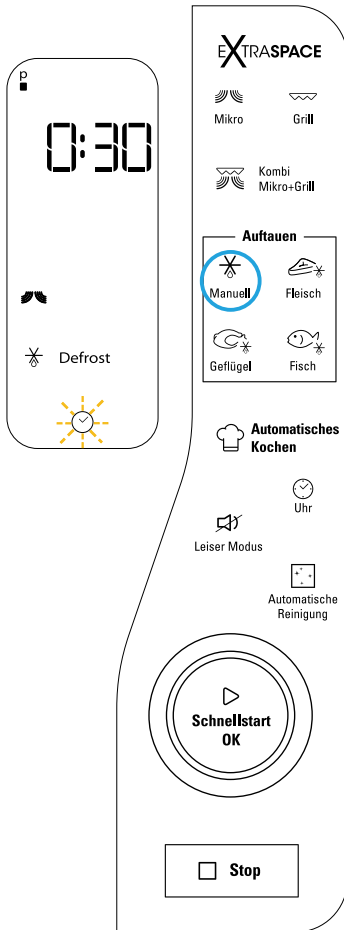 p
0:30
Defrost
EXTRASPACE
Mikro
Grill
Kombi
Mikro+Grill
Auftauen
Manuell
Fleisch
Geflügel
Fisch
Automatisches
Kochen
Uhr
Leiser Modus
Automatische
Reinigung
Schnellstart
OK
Stop